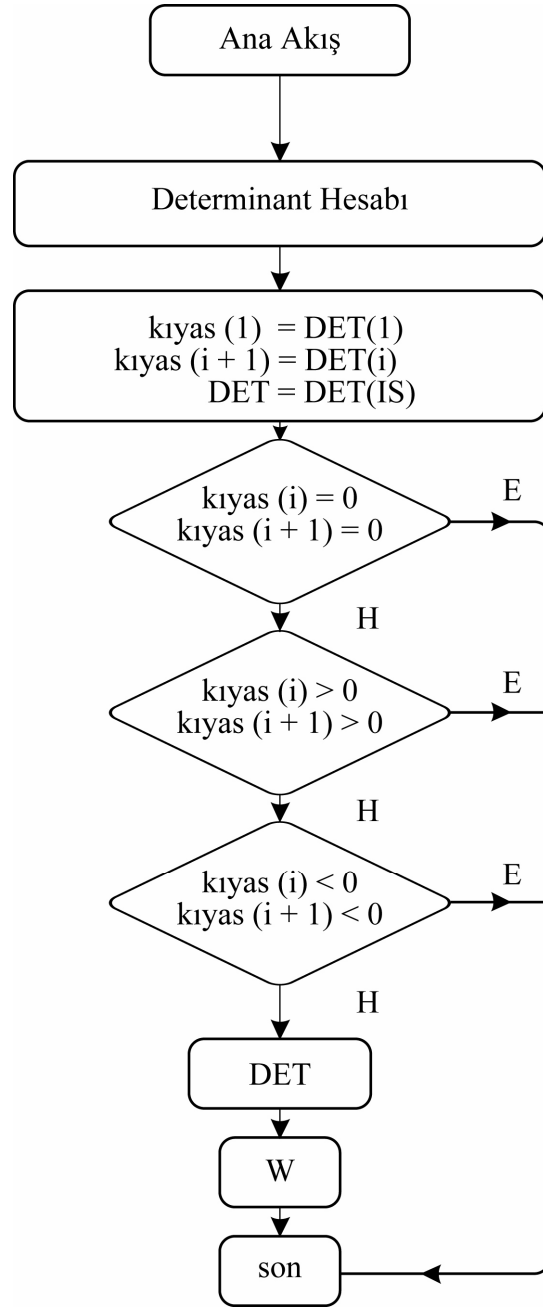 Ana Akış
Determinant Hesabı
kıyas (1) = DET(1)
kıyas (i + 1) = DET(i)
DET = DET(IS)
kıyas (i) = 0
kıyas (i + 1) = 0
E
H
kıyas (i) > 0
kıyas (i + 1) > 0
E
H
kıyas (i) < 0
kıyas (i + 1) < 0
E
H
DET
W
son